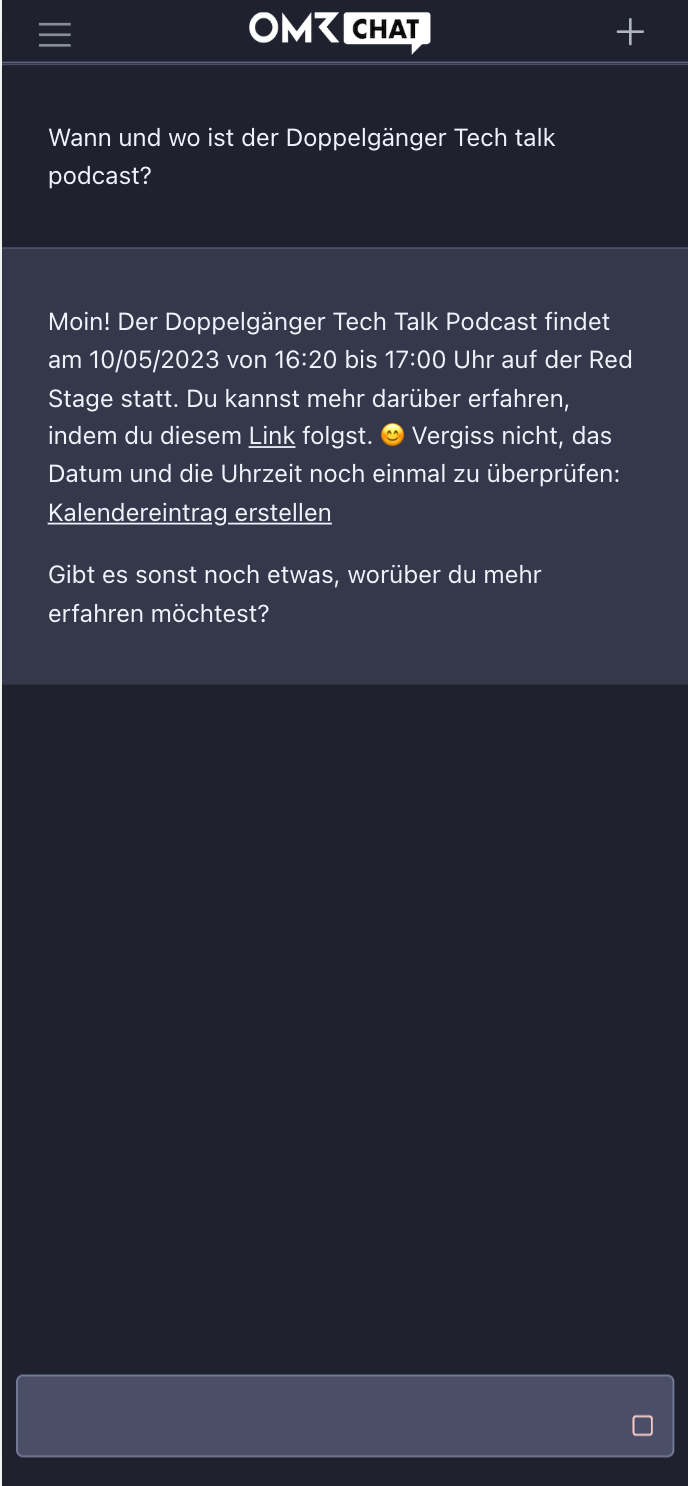 OMR CHAT
Wann und wo ist der Doppelgänger Tech talk
podcast?
Moin! Der Doppelgänger Tech Talk Podcast findet
am 10/05/2023 von 16:20 bis 17:00 Uhr auf der Red
Stage statt. Du kannst mehr darüber erfahren,
indem du diesem Link folgst. 😊 Vergiss nicht, das
Datum und die Uhrzeit noch einmal zu überprüfen:
Kalendereintrag erstellen
Gibt es sonst noch etwas, worüber du mehr
erfahren möchtest?